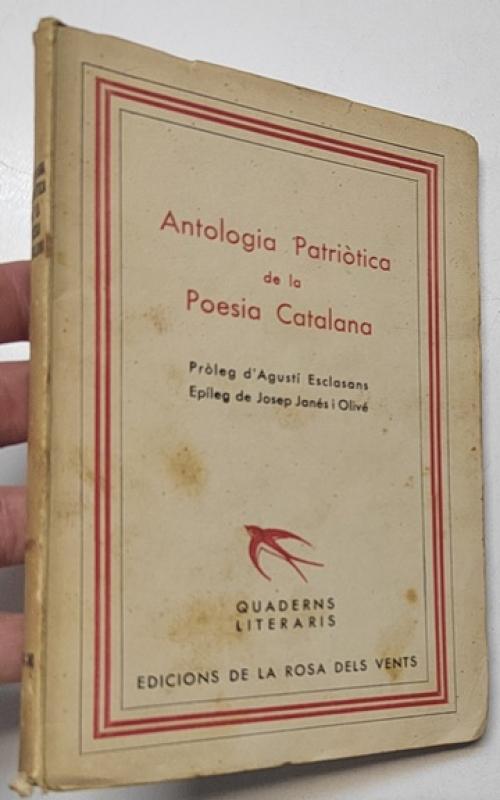 Antologia Patriòtica
de la
Poesia Catalana
Pròleg d'Agustí Esclasans
Epíleg de Josep Janés i Olivé
QUADERNS
LITERARIS
EDICIONS DE LA ROSA DELS VENTS